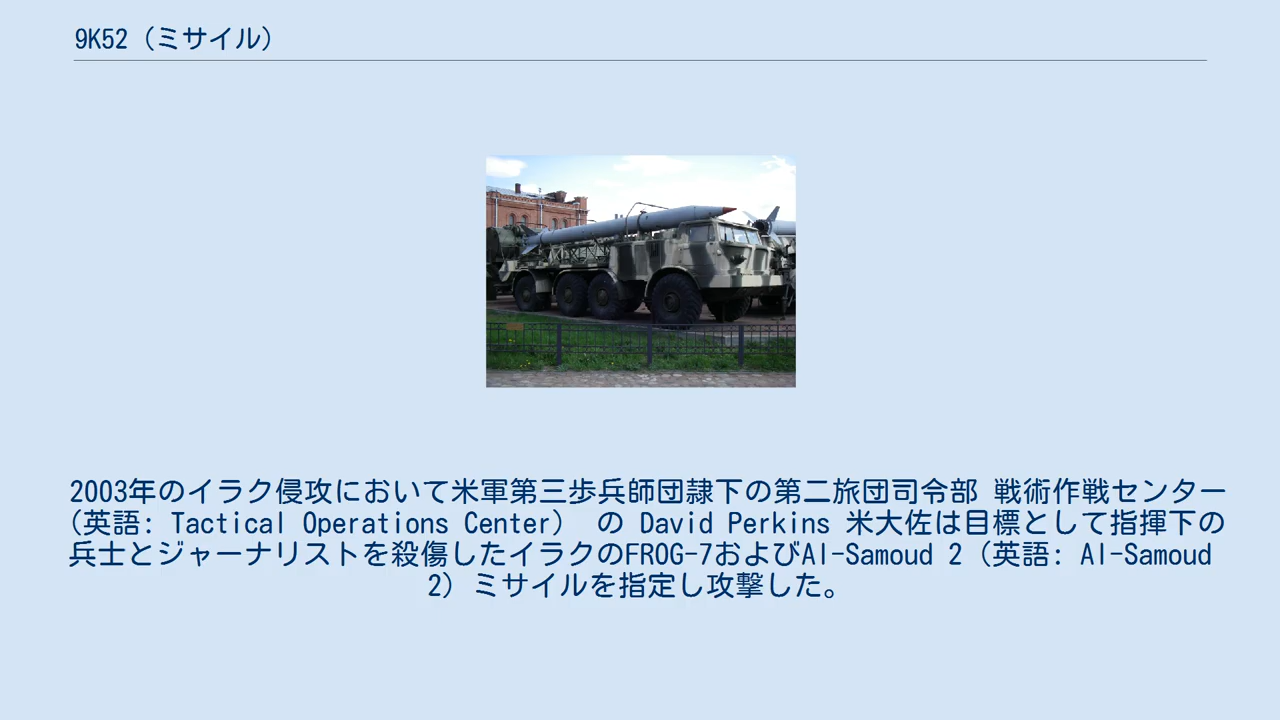 9K52（ミサイル）
2003年のイラク侵攻において米軍第三歩兵師団隷下の第二旅団司令部 戦術作戦センター
（英語: Tactical Operations Center） の David Perkins 米大佐は目標として指揮下の
兵士とジャーナリストを殺傷したイラクのFROG-7およびAl-Samoud 2（英語: Al-Samoud
2）ミサイルを指定し攻撃した。